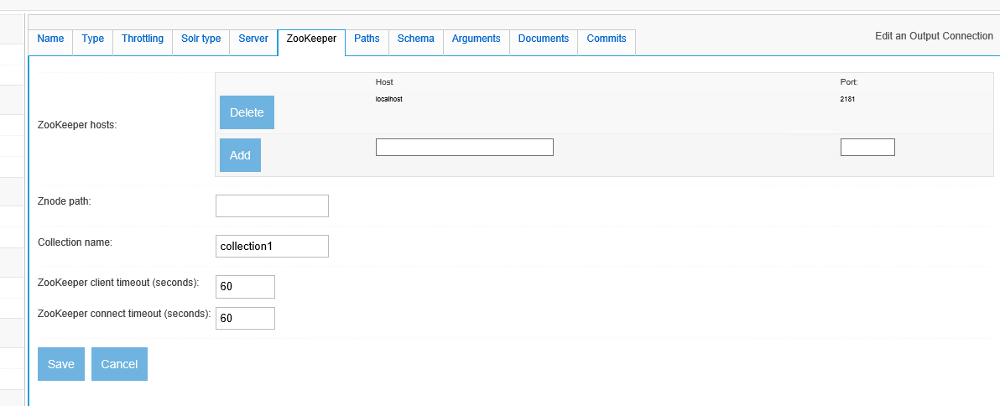 Name Type Throttling Solr type Server ZooKeeper Paths Schema Arguments Documents Commits Edit an Output Connection
Host Port:
localhost 2181
Delete
ZooKeeper hosts:
Add
Znode path:
Collection name: collection1
ZooKeeper client timeout (seconds): 60
ZooKeeper connect timeout (seconds): 60
Save Cancel